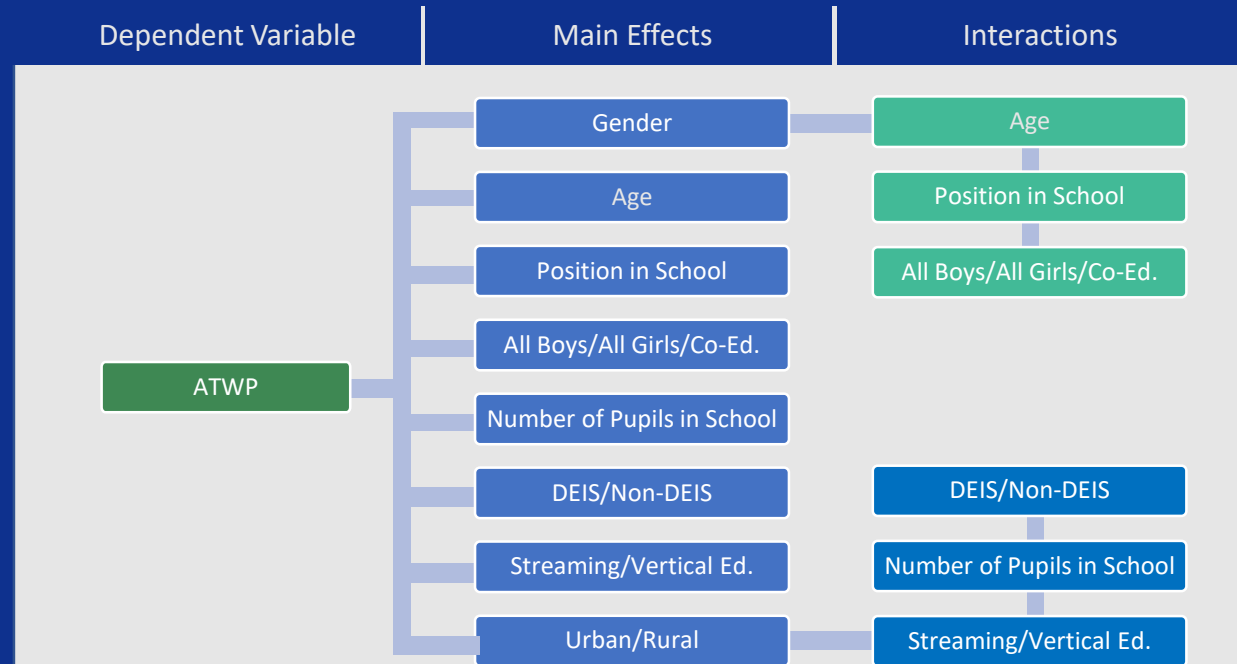 Dependent Variable
Main Effects
Interactions
Gender
Age
Age
Position in School
Position in School
All Boys/All Girls/Co-Ed.
All Boys/All Girls/Co-Ed.
ATWP
Number of Pupils in School
DEIS/Non-DEIS
DEIS/Non-DEIS
Streaming/Vertical Ed.
Number of Pupils in School
Urban/Rural
Streaming/Vertical Ed.